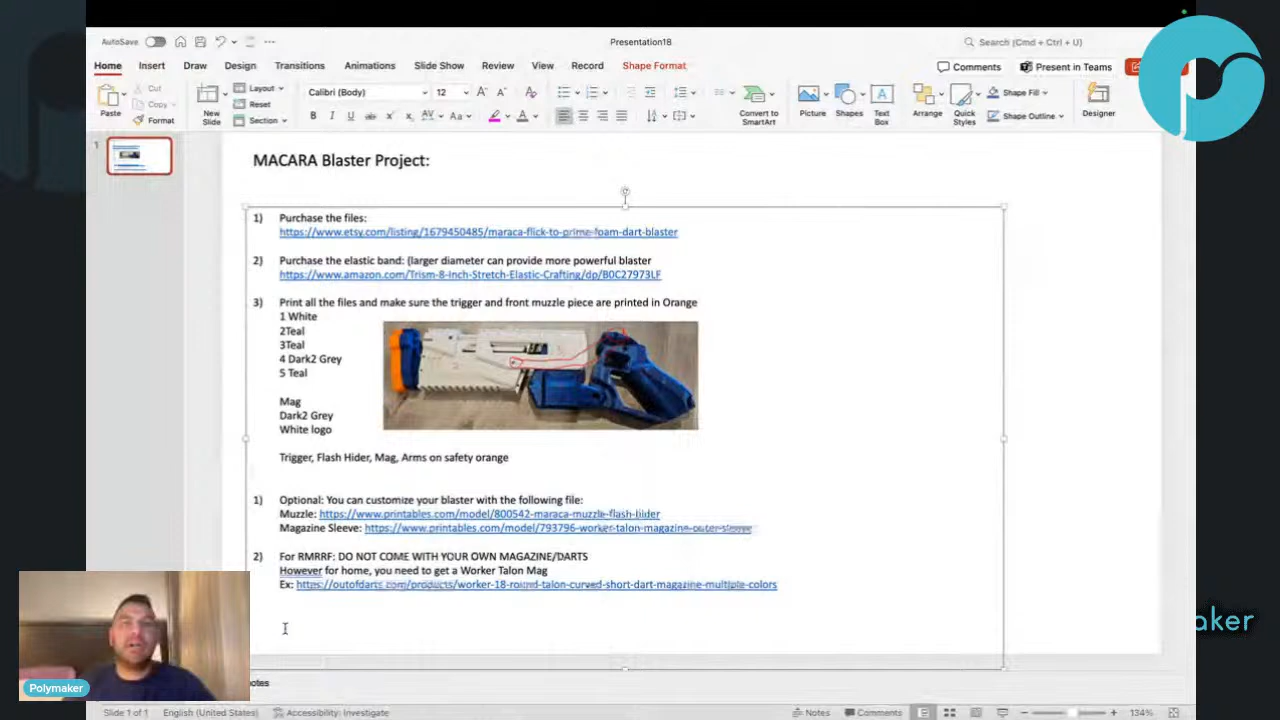 AutoSave
Presentation18
Search (Cmd + Ctrl + U)
Home Insert Draw Design Transitions Animations Slide Show Review View Record Shape Format
Comments Present in Teams
Paste Cut Copy Format
New Slide Layout Reset Section
Calibri (Body) 12
Convert to SmartArt
Picture Shapes Text Box Arrange Quick Styles Shape Fill Shape Outline Designer
1
MACARA Blaster Project:
1) Purchase the files:
https://www.etsy.com/listing/1679450485/maraca-flick-to-prime-foam-dart-blaster
2) Purchase the elastic band: (larger diameter can provide more powerful blaster
https://www.amazon.com/Trism-8-Inch-Stretch-Elastic-Crafting/dp/B0C27973LF
3) Print all the files and make sure the trigger and front muzzle piece are printed in Orange
1 White
2Teal
3Teal
4 Dark2 Grey
5 Teal
Mag
Dark2 Grey
White logo
Trigger, Flash Hider, Mag, Arms on safety orange
1) Optional: You can customize your blaster with the following file:
Muzzle: https://www.printables.com/model/800542-maraca-muzzle-flash-hider
Magazine Sleeve: https://www.printables.com/model/793796-worker-talon-magazine-outer-sleeve
2) For RMRRF: DO NOT COME WITH YOUR OWN MAGAZINE/DARTS
However for home, you need to get a Worker Talon Mag
Ex: https://outofdarts.com/products/worker-18-round-talon-curved-short-dart-magazine-multiple-colors
aker
Polymaker
otes
Slide 1 of 1 English (United States) Accessibility: Investigate Notes Comments 134%